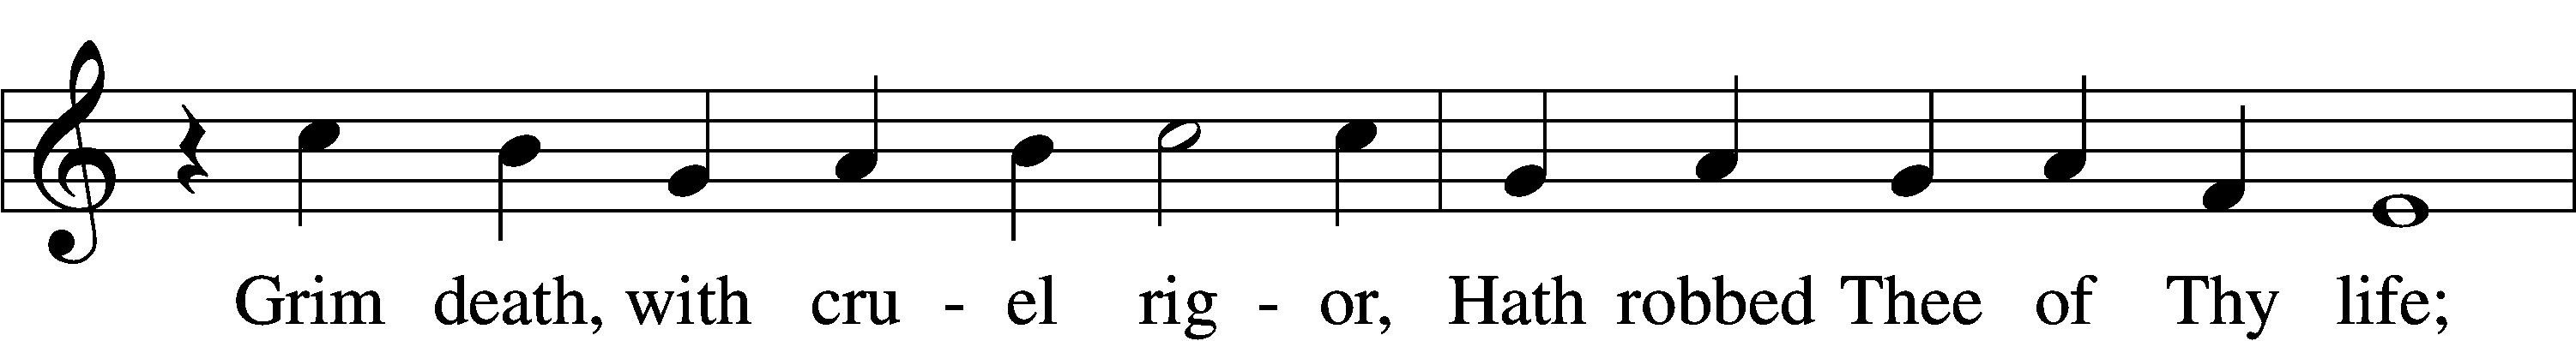 Grim death, with cru - el rig - or, Hath robbed Thee of Thy life;